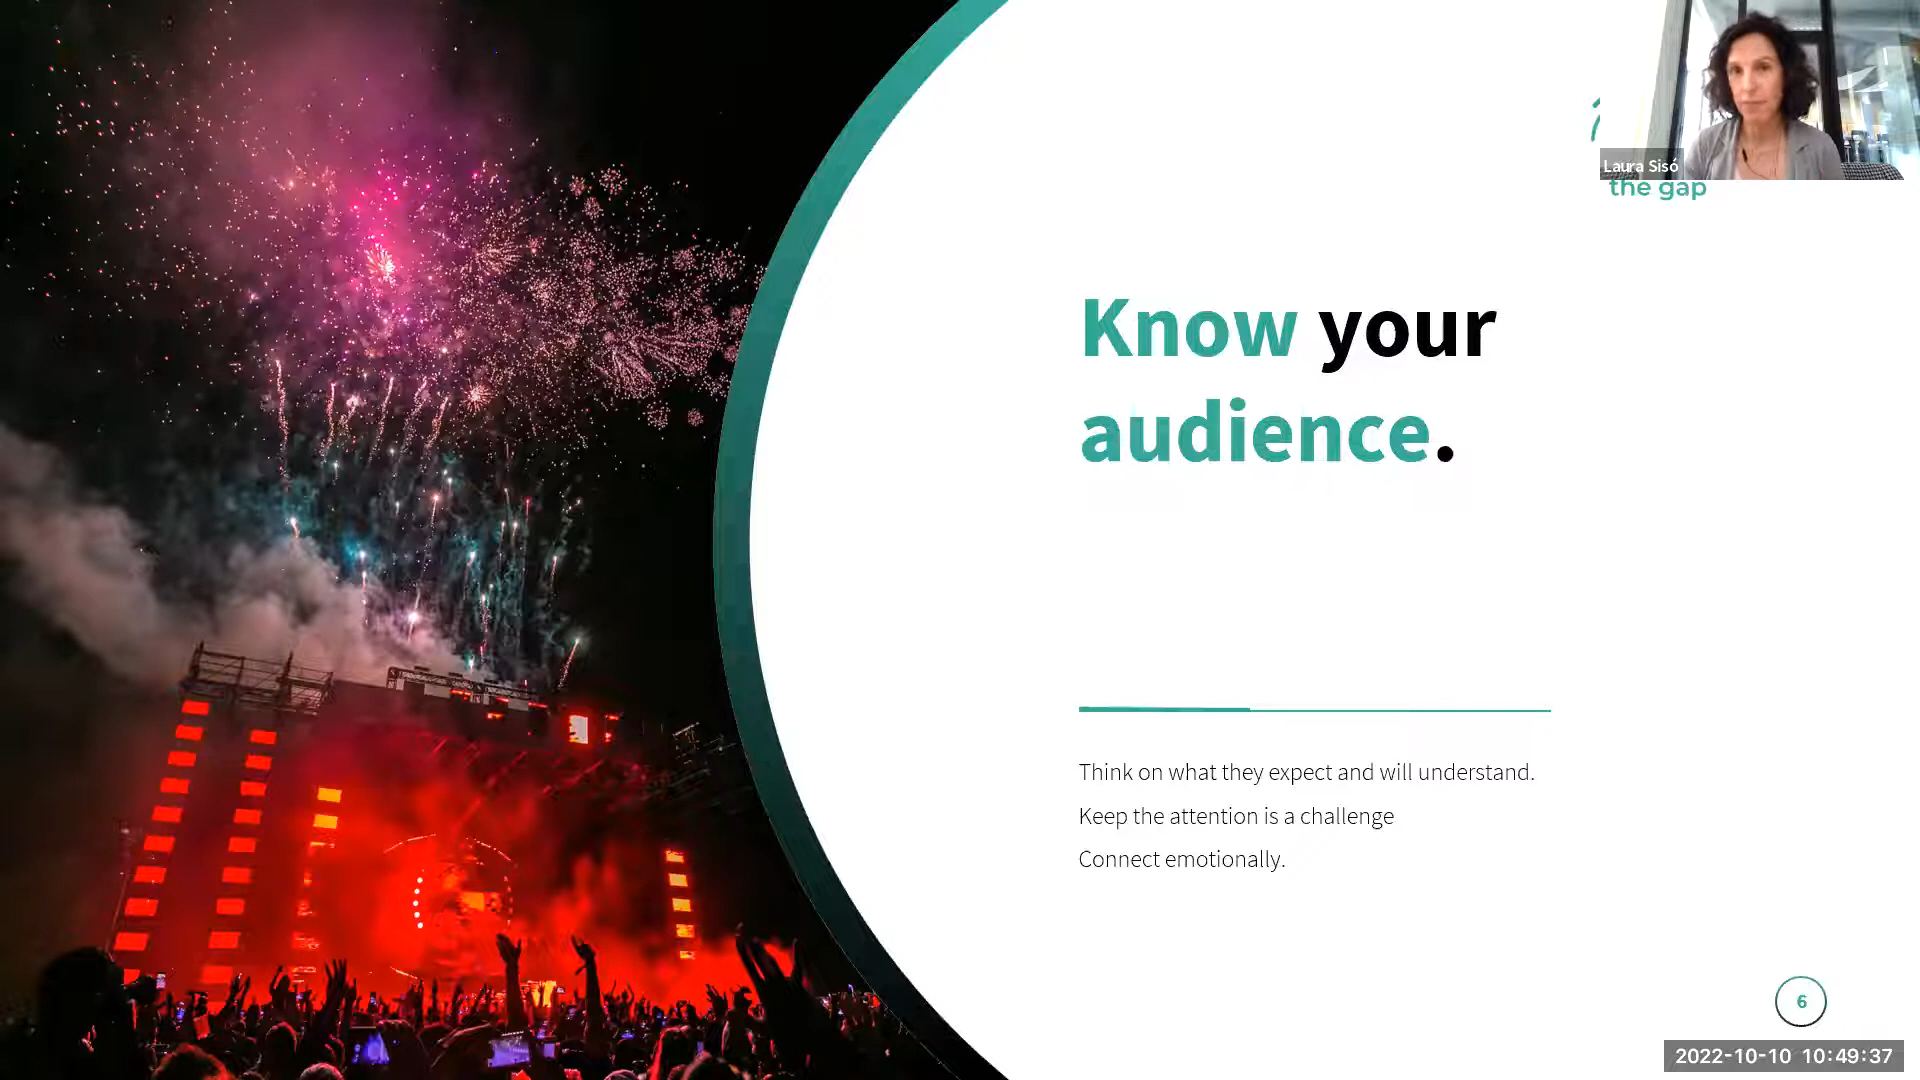 Laura Sisó
the gap
Know your
audience.
Think on what they expect and will understand.
Keep the attention is a challenge
Connect emotionally.
6
2022-10-10 10:49:37